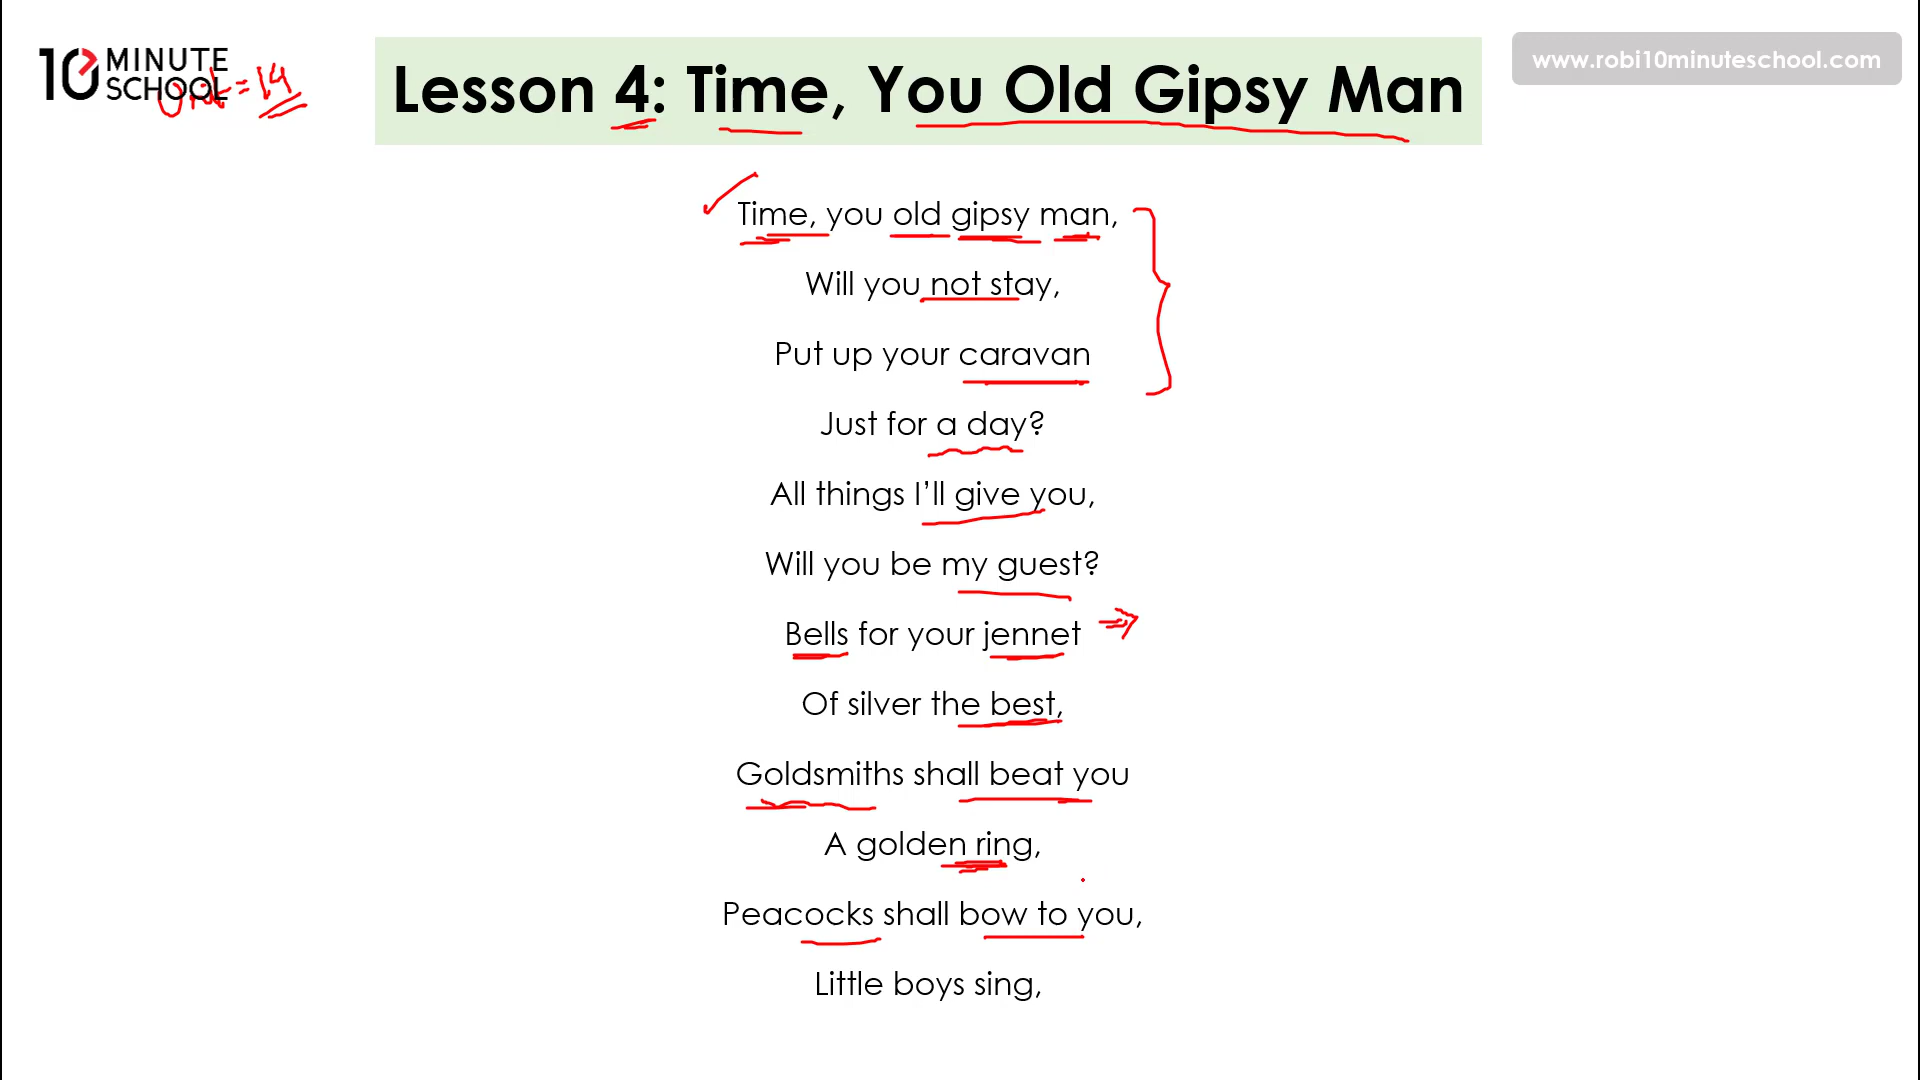 10 MINUTE
SCHOOL
Unit = 14
Lesson 4: Time, You Old Gipsy Man
www.robi10minuteschool.com
Time, you old gipsy man,
Will you not stay,
Put up your caravan
Just for a day?
All things I’ll give you,
Will you be my guest?
Bells for your jennet
Of silver the best,
Goldsmiths shall beat you
A golden ring,
Peacocks shall bow to you,
Little boys sing,